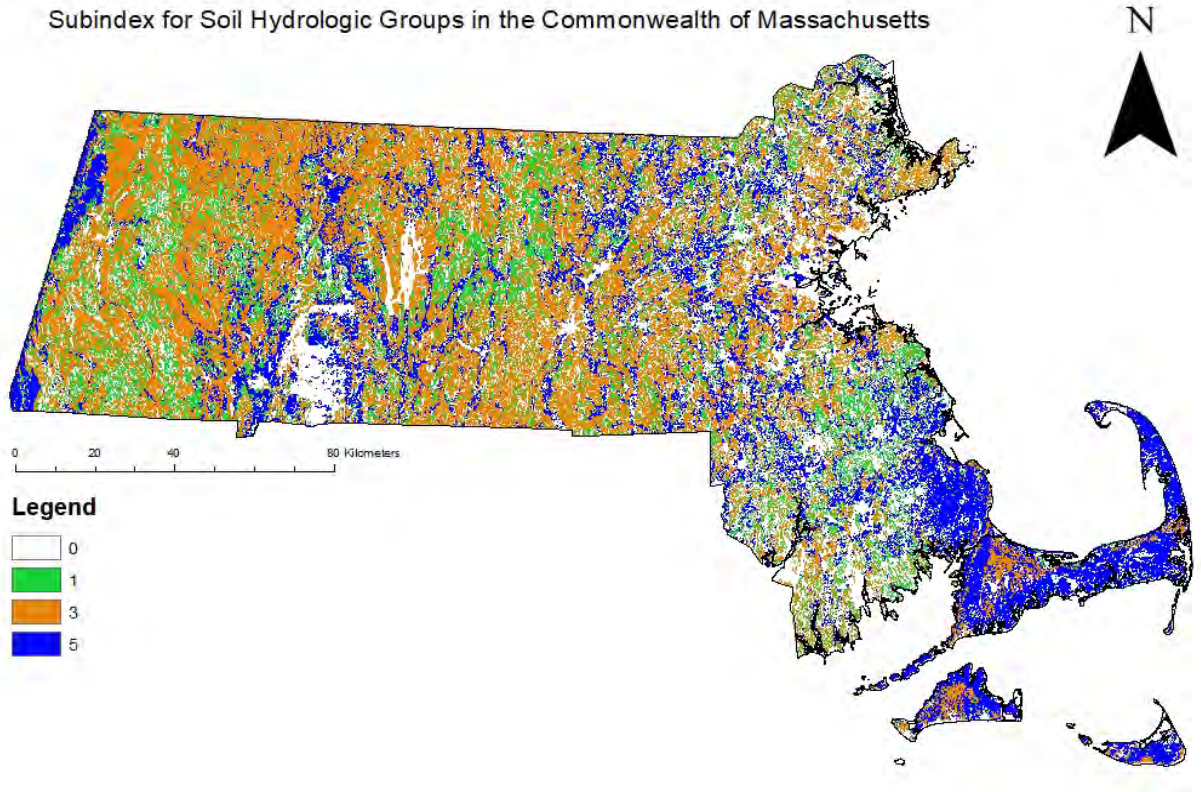 Subindex for Soil Hydrologic Groups in the Commonwealth of Massachusetts
N
0 20 40 80 Kilometers
Legend
0
1
3
5